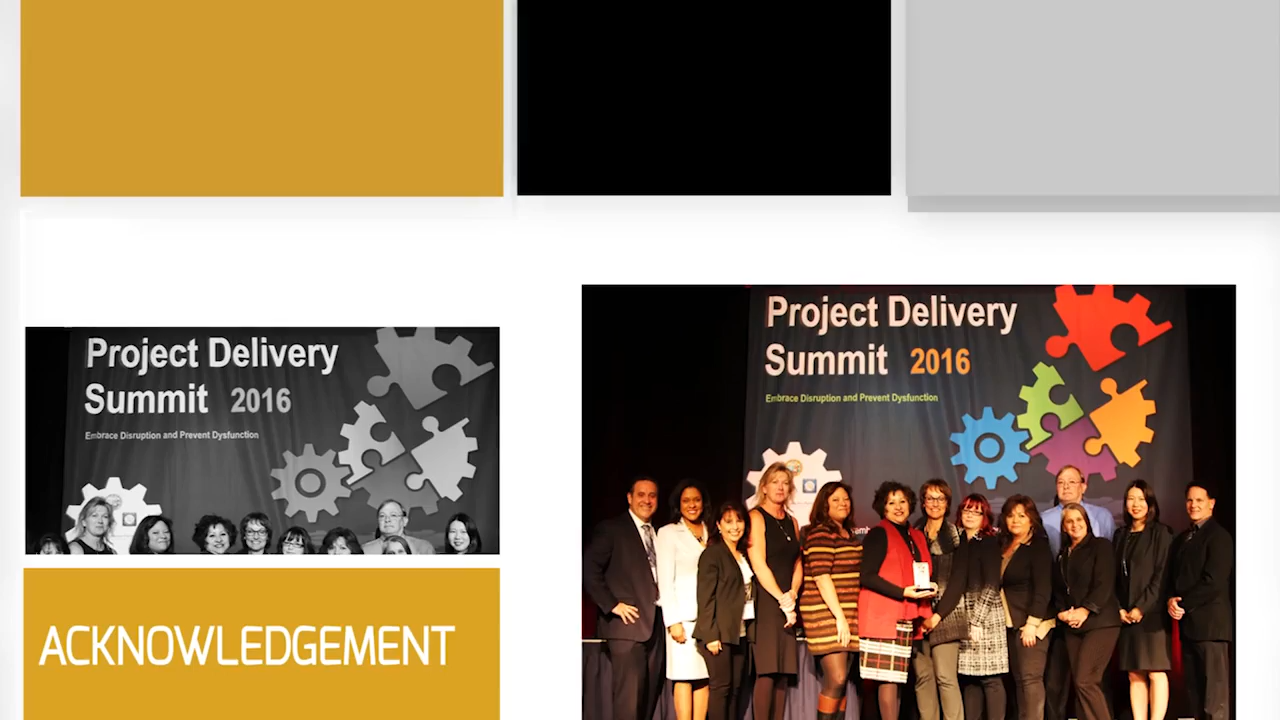 Project Delivery
Summit 2016
Embrace Disruption and Prevent Dysfunction
ACKNOWLEDGEMENT
Project Delivery
Summit 2016
Embrace Disruption and Prevent Dysfunction